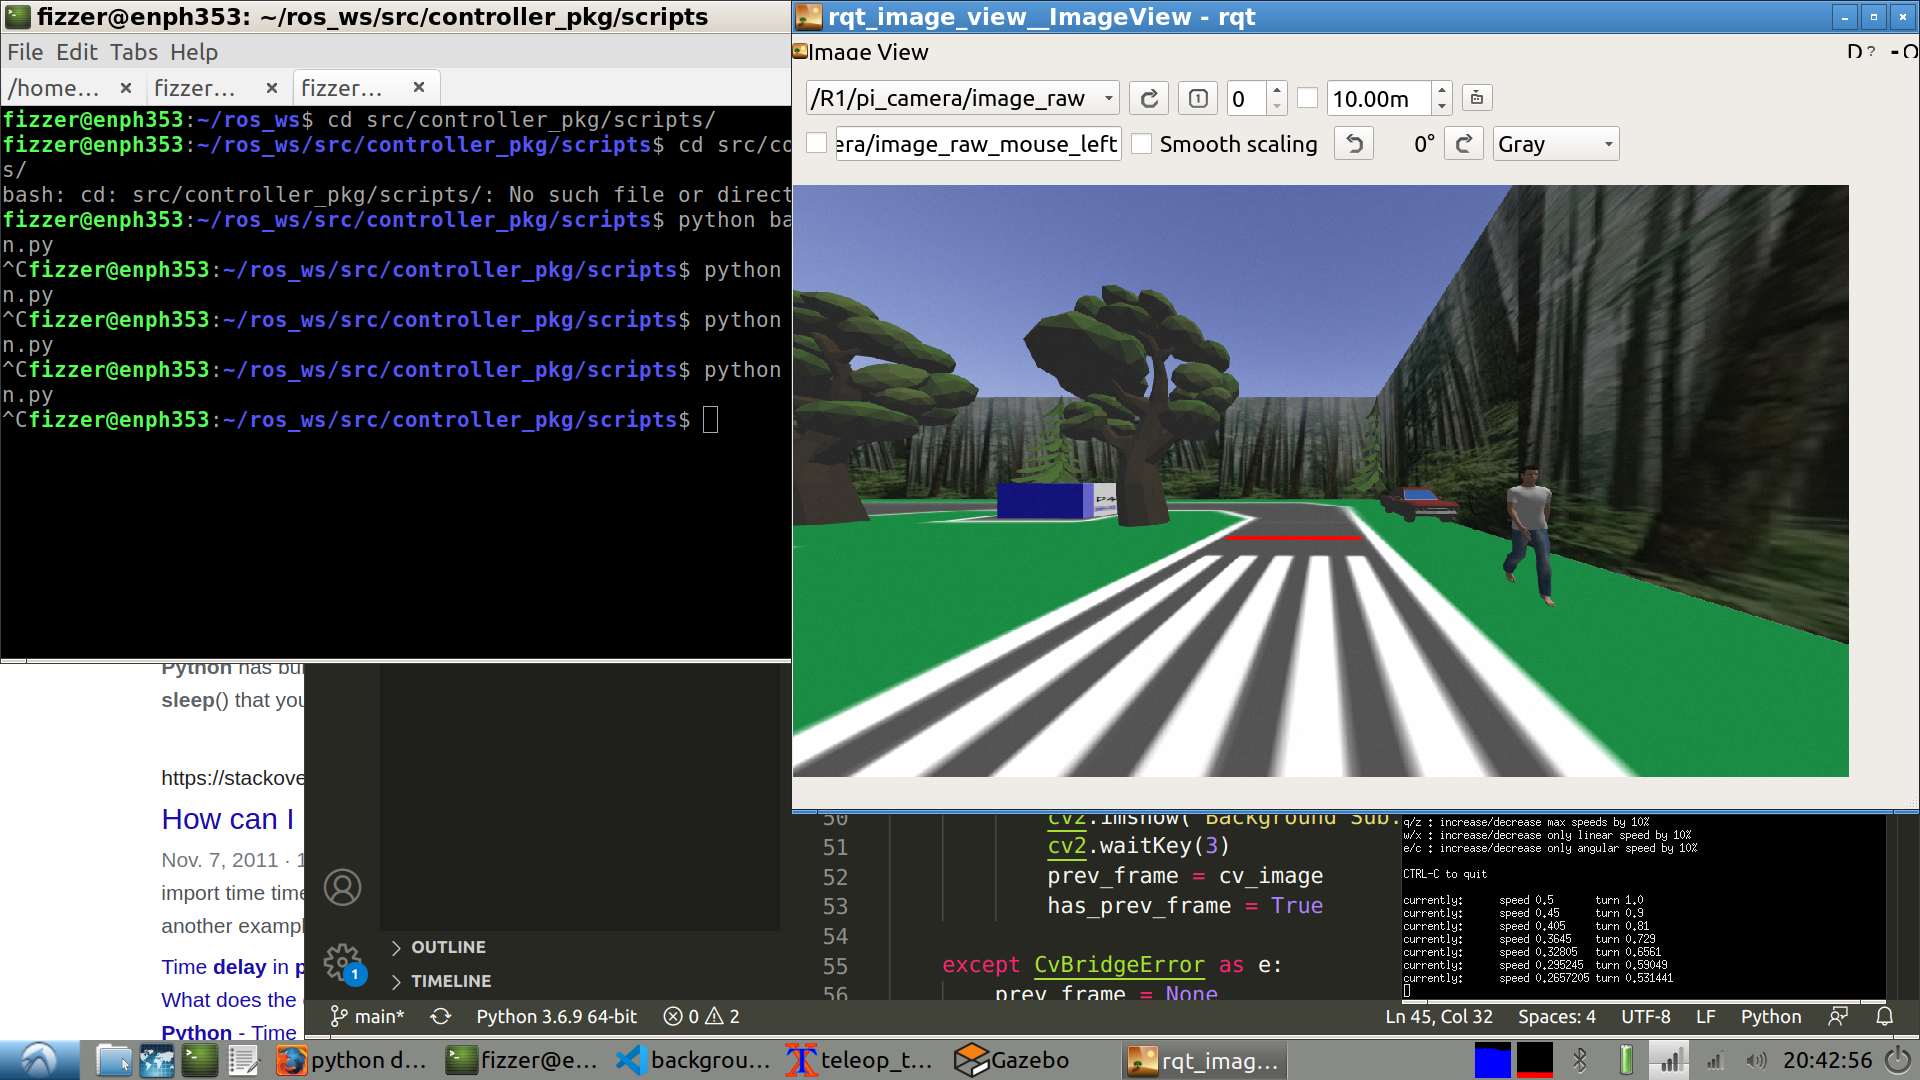 fizzer@enph353: ~/ros_ws/src/controller_pkg/scripts
File Edit Tabs Help
/home... × fizzer... × fizzer... ×
fizzer@enph353:~/ros_ws$ cd src/controller_pkg/scripts/
fizzer@enph353:~/ros_ws/src/controller_pkg/scripts$ cd src/co
s/
bash: cd: src/controller_pkg/scripts/: No such file or direct
fizzer@enph353:~/ros_ws/src/controller_pkg/scripts$ python ba
n.py
^Cfizzer@enph353:~/ros_ws/src/controller_pkg/scripts$ python
n.py
^Cfizzer@enph353:~/ros_ws/src/controller_pkg/scripts$ python
n.py
^Cfizzer@enph353:~/ros_ws/src/controller_pkg/scripts$ python
n.py
^Cfizzer@enph353:~/ros_ws/src/controller_pkg/scripts$
rqt_image_view__ImageView - rqt
Image View
D ? - O
/R1/pi_camera/image_raw 1 0 10.00m
era/image_raw_mouse_left Smooth scaling 0° Gray
Python has bui
sleep() that you
https://stackove
How can I
Nov. 7, 2011 · 1
import time time
another exampl
Time delay in p
What does the
Python - Time
1
OUTLINE
TIMELINE
50 cv2.imshow("Background Sub.
51 cv2.waitKey(3)
52 prev_frame = cv_image
53 has_prev_frame = True
54
55 except CvBridgeError as e:
56 prev_frame = None
q/z : increase/decrease max speeds by 10%
w/x : increase/decrease only linear speed by 10%
e/c : increase/decrease only angular speed by 10%
CTRL-C to quit
currently: speed 0.5 turn 1.0
currently: speed 0.45 turn 0.9
currently: speed 0.405 turn 0.81
currently: speed 0.3645 turn 0.729
currently: speed 0.32805 turn 0.6561
currently: speed 0.295245 turn 0.59049
currently: speed 0.2657205 turn 0.531441
main* Python 3.6.9 64-bit 0 2 Ln 45, Col 32 Spaces: 4 UTF-8 LF Python
python d... fizzer@e... backgrou... teleop_t... Gazebo rqt_imag... 20:42:56